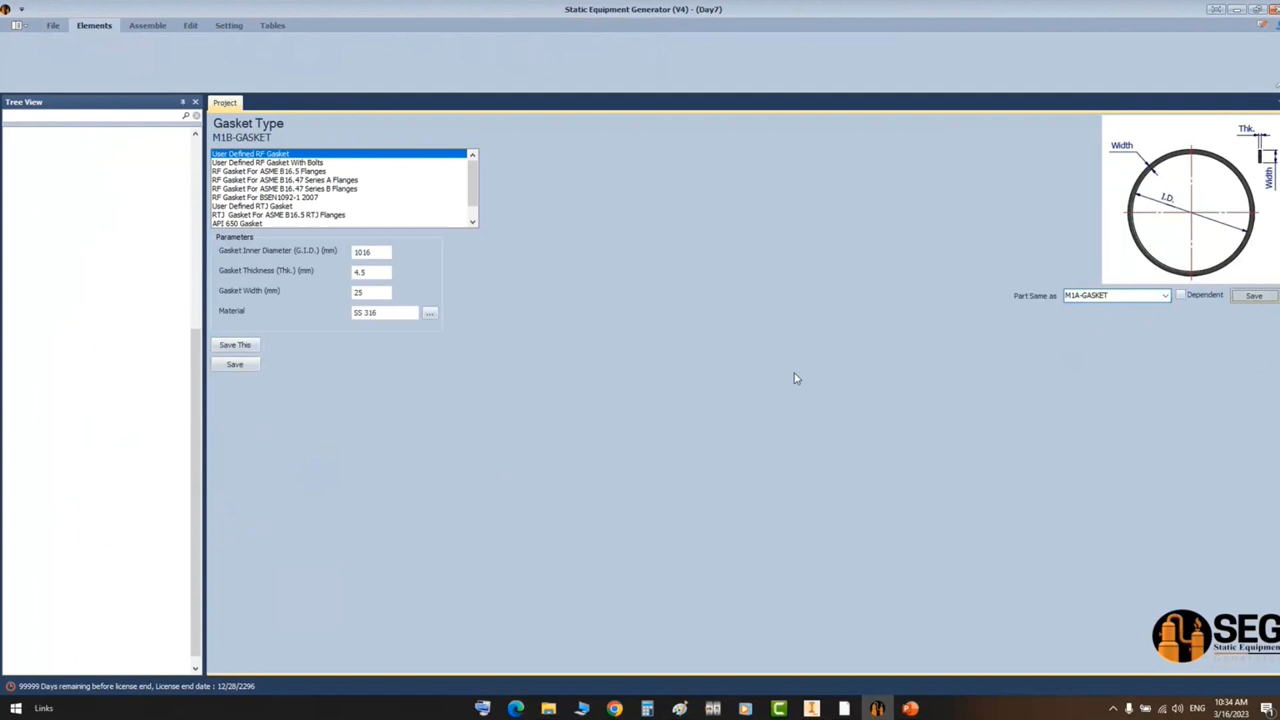 Static Equipment Generator (V4) - (Day7)
File
Elements
Assemble
Edit
Setting
Tables
Tree View
Project
Gasket Type
M1B-GASKET
User Defined RF Gasket
User Defined RF Gasket With Bolts
RF Gasket For ASME B16.5 Flanges
RF Gasket For ASME B16.47 Series A Flanges
RF Gasket For ASME B16.47 Series B Flanges
RF Gasket For BSEN1092-1 2007
User Defined RTJ Gasket
RTJ Gasket For ASME B16.5 RTJ Flanges
API 650 Gasket
Parameters
Gasket Inner Diameter (G.I.D.) (mm) 1016
Gasket Thickness (Thk.) (mm) 4.5
Gasket Width (mm) 25
Material SS 316 ...
Save This
Save
Thk.
Width
Width
I.D.
Part Same as M1A-GASKET Dependent Save
SEG
Static Equipm
99999 Days remaining before license end, License end date : 12/28/2296
Links
10:34 AM
3/16/2023